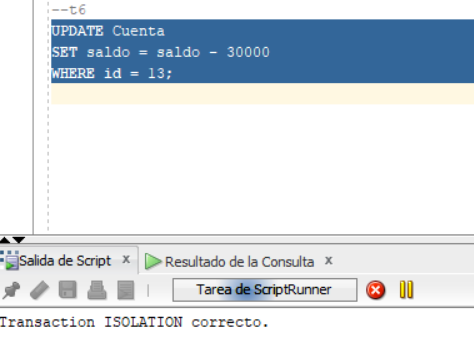 --t6
UPDATE Cuenta
SET saldo = saldo - 30000
WHERE id = 13;
Salida de Script x
Resultado de la Consulta x
Tarea de ScriptRunner
Transaction ISOLATION correcto.